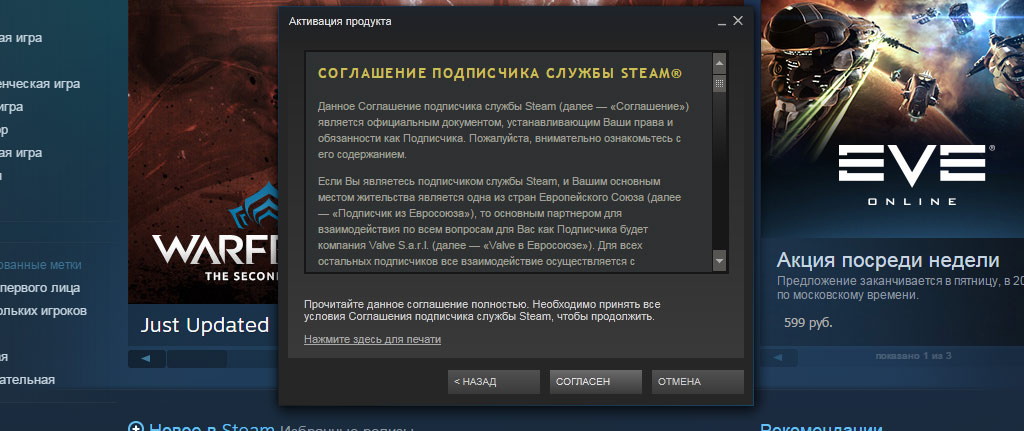 Активация продукта
СОГЛАШЕНИЕ ПОДПИСЧИКА СЛУЖБЫ STEAM®
Данное Соглашение подписчика службы Steam (далее — «Соглашение»)
является официальным документом, устанавливающим Ваши права и
обязанности как Подписчика. Пожалуйста, внимательно ознакомьтесь с
его содержанием.
Если Вы являетесь подписчиком службы Steam, и Вашим основным
местом жительства является одна из стран Европейского Союза (далее
— «Подписчик из Евросоюза»), то основным партнером для
взаимодействия по всем вопросам для Вас как Подписчика будет
компания Valve S.a.r.l. (далее — «Valve в Евросоюзе»). Для всех
остальных подписчиков все взаимодействие осуществляется с
Прочитайте данное соглашение полностью. Необходимо принять все
условия Соглашения подписчика службы Steam, чтобы продолжить.
Нажмите здесь для печати
< НАЗАД
СОГЛАСЕН
ОТМЕНА
ая игра
енческая игра
игра
ор
ая игра
ованные метки
первого лица
ольких игроков
ая
ательная
WARF
THE SECON
Just Updated
EVE®
ONLINE
Акция посреди недели
Предложение заканчивается в пятницу, в 20
по московскому времени.
599 руб.
показано 1 из 3
Новое в Steam
Избранные релизы
Рекомендации